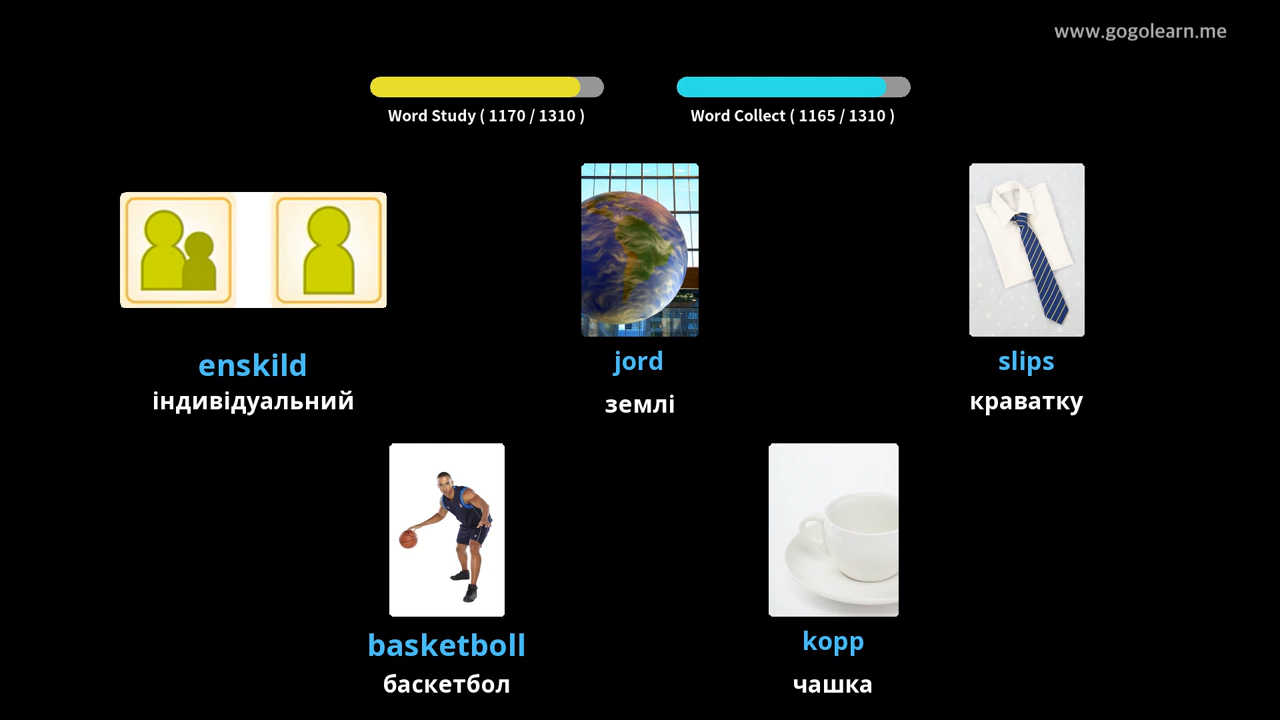 www.gogolearn.me
Word Study ( 1170 / 1310 )
Word Collect ( 1165 / 1310 )
enskild
індивідуальний
jord
землі
slips
краватку
basketboll
баскетбол
kopp
чашка